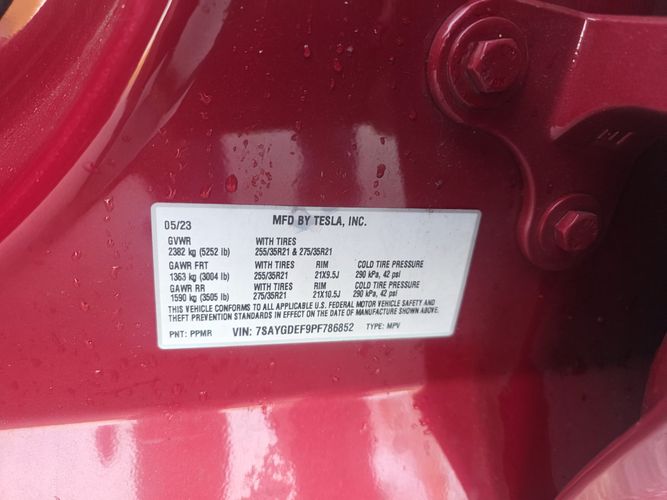 05/23 MFD BY TESLA, INC.
GVWR WITH TIRES
2382 kg (5252 lb) 255/35R21 & 275/35R21
GAWR FRT WITH TIRES RIM COLD TIRE PRESSURE
1363 kg (3004 lb) 255/35R21 21X9.5J 290 kPa, 42 psi
GAWR RR WITH TIRES RIM COLD TIRE PRESSURE
1590 kg (3505 lb) 275/35R21 21X10.5J 290 kPa, 42 psi
THIS VEHICLE CONFORMS TO ALL APPLICABLE U.S. FEDERAL MOTOR VEHICLE SAFETY AND
THEFT PREVENTION STANDARDS IN EFFECT ON THE DATE OF MANUFACTURE SHOWN ABOVE.
PNT: PPMR VIN: 7SAYGDEF9PF786852 TYPE: MPV